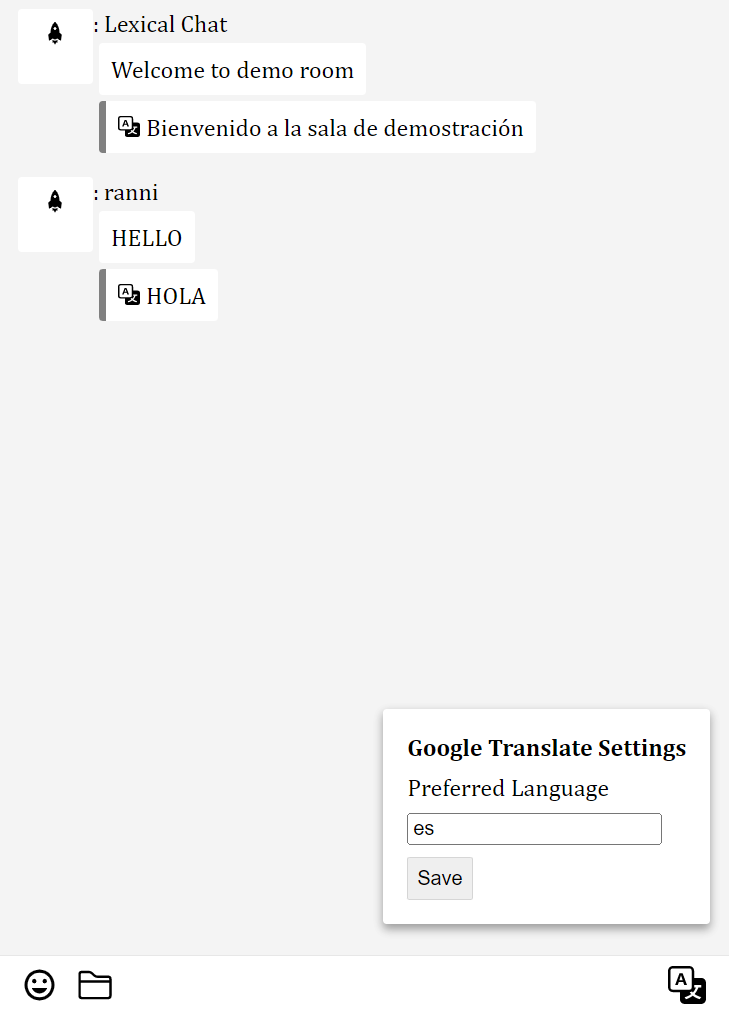 : Lexical Chat
Welcome to demo room
Bienvenido a la sala de demostración
: ranni
HELLO
HOLA
Google Translate Settings
Preferred Language
es
Save